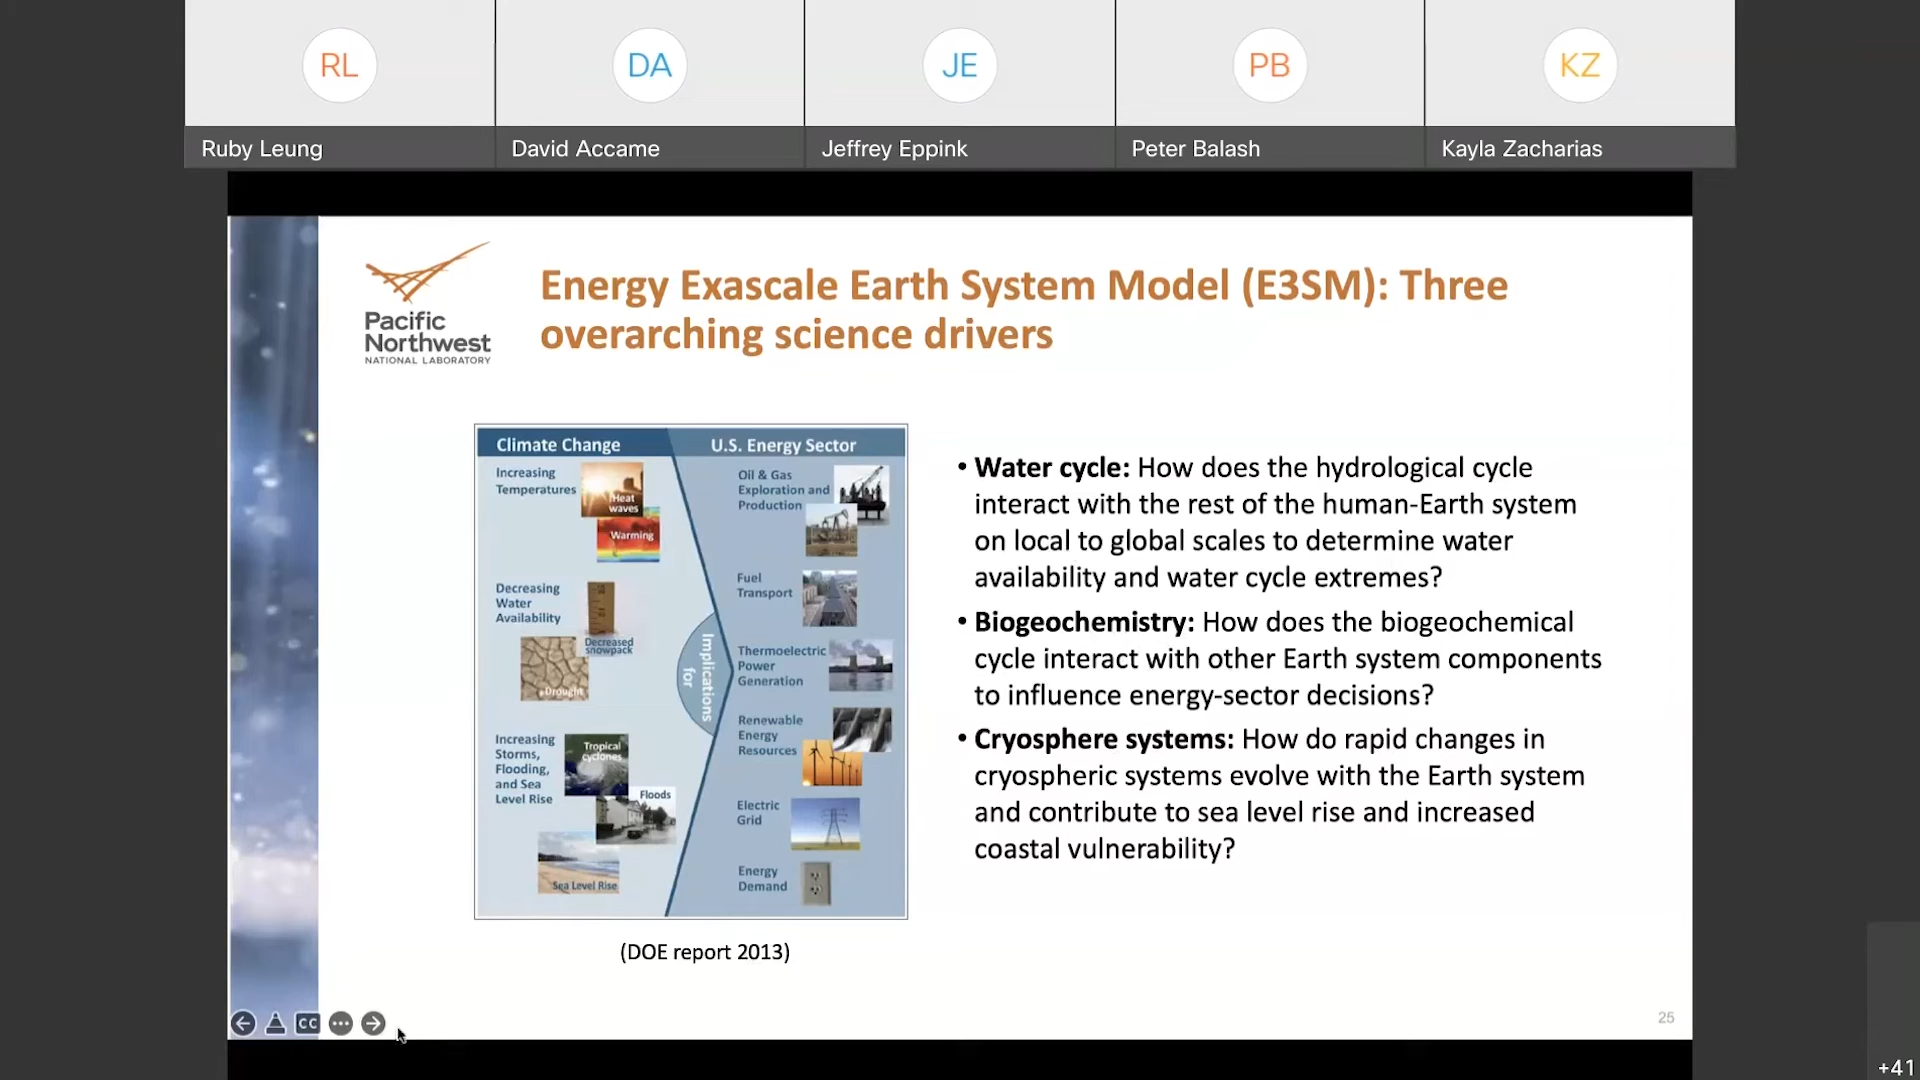 RL
DA
JE
PB
KZ
Ruby Leung
David Accame
Jeffrey Eppink
Peter Balash
Kayla Zacharias
Pacific
Northwest
NATIONAL LABORATORY
Energy Exascale Earth System Model (E3SM): Three
overarching science drivers
Climate Change
U.S. Energy Sector
Increasing
Temperatures
Heat
waves
Warming
Decreasing
Water
Availability
Decreased
snowpack
Drought
Increasing
Storms,
Flooding,
and Sea
Level Rise
Tropical
cyclones
Floods
Sea Level Rise
Implications
for
Oil & Gas
Exploration and
Production
Fuel
Transport
Thermoelectric
Power
Generation
Renewable
Energy
Resources
Electric
Grid
Energy
Demand
(DOE report 2013)
• Water cycle: How does the hydrological cycle
interact with the rest of the human-Earth system
on local to global scales to determine water
availability and water cycle extremes?
• Biogeochemistry: How does the biogeochemical
cycle interact with other Earth system components
to influence energy-sector decisions?
• Cryosphere systems: How do rapid changes in
cryospheric systems evolve with the Earth system
and contribute to sea level rise and increased
coastal vulnerability?
CC
25
+41